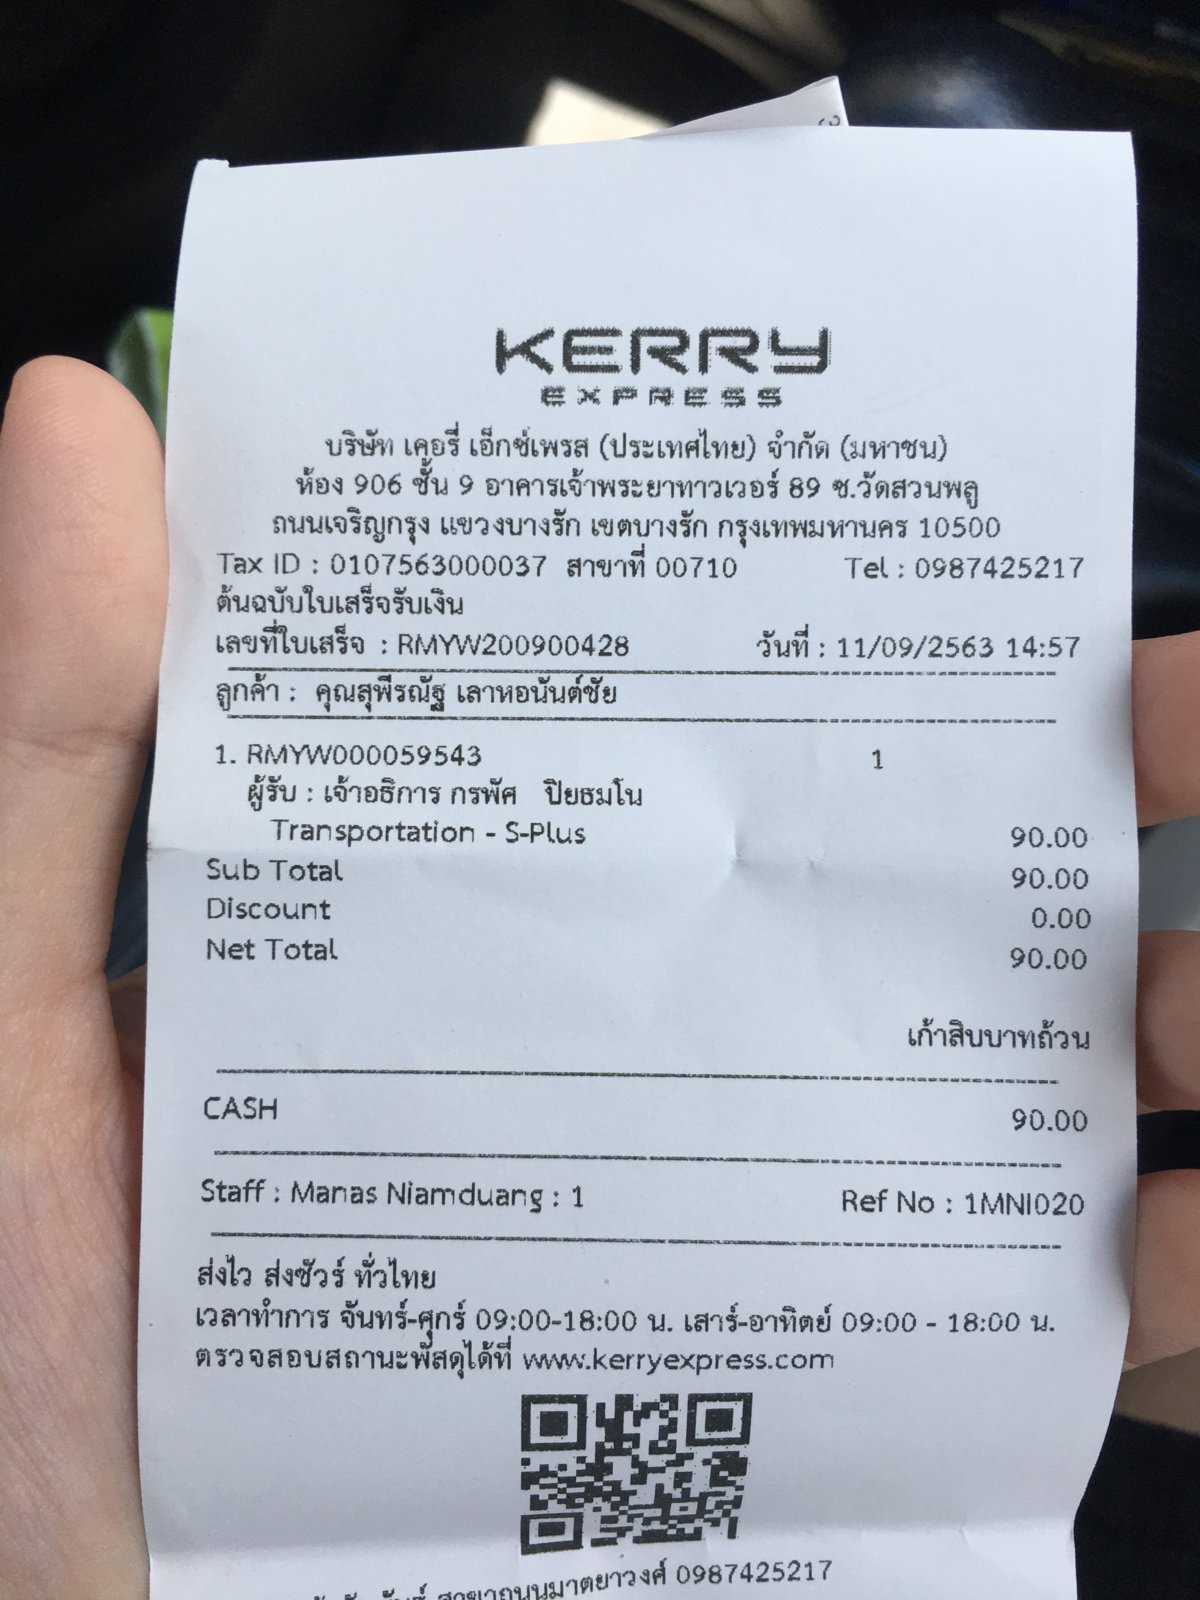 KERRY
EXPRESS
บริษัท เคอรี่ เอ็กซ์เพรส (ประเทศไทย) จำกัด (มหาชน)
ห้อง 906 ชั้น 9 อาคารเจ้าพระยาทาวเวอร์ 89 ซ.วัดสวนพลู
ถนนเจริญกรุง แขวงบางรัก เขตบางรัก กรุงเทพมหานคร 10500
Tax ID : 0107563000037 สาขาที่ 00710 Tel : 0987425217
ต้นฉบับใบเสร็จรับเงิน
เลขที่ใบเสร็จ : RMYW200900428 วันที่ : 11/09/2563 14:57
ลูกค้า : คุณสุพีรณัฐ เลาหอนันต์ชัย
1. RMYW000059543 1
ผู้รับ : เจ้าอธิการ กรพัศ ปิยธมโน
Transportation - S-Plus 90.00
Sub Total 90.00
Discount 0.00
Net Total 90.00
เก้าสิบบาทถ้วน
CASH 90.00
Staff : Manas Niamduang : 1 Ref No : 1MNI020
ส่งไว ส่งชัวร์ ทั่วไทย
เวลาทำการ จันทร์-ศุกร์ 09:00-18:00 น. เสาร์-อาทิตย์ 09:00 - 18:00 น.
ตรวจสอบสถานะพัสดุได้ที่ www.kerryexpress.com
สาขาถนนมาตยาวงศ์ 0987425217